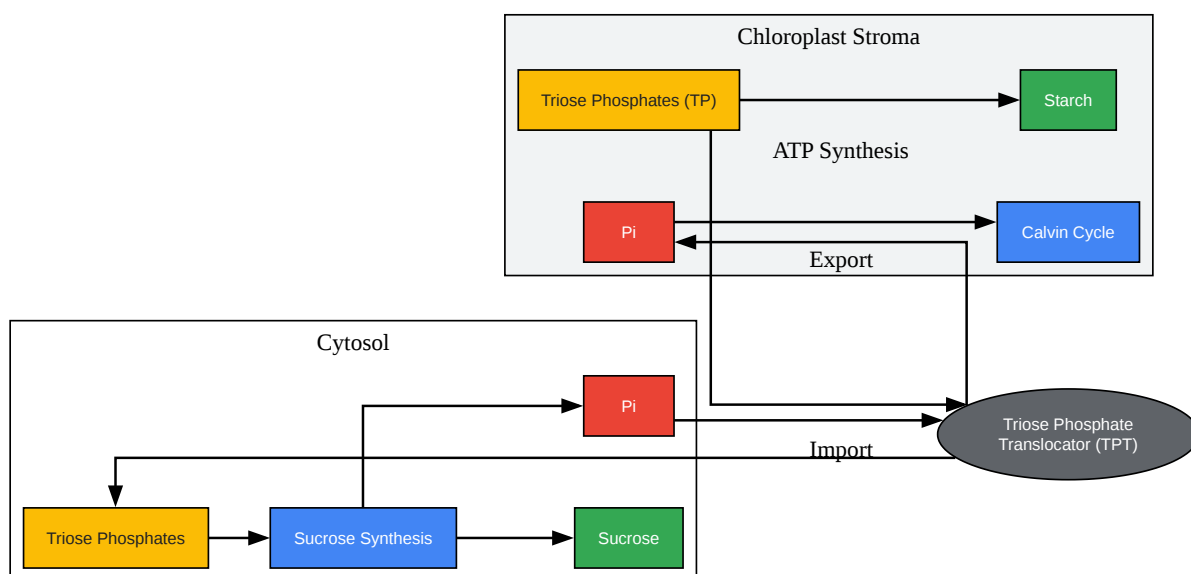 Chloroplast Stroma
Triose Phosphates (TP)
Starch
ATP Synthesis
Pi
Calvin Cycle
Export
Cytosol
Pi
Triose Phosphate
Translocator (TPT)
Import
Triose Phosphates
Sucrose Synthesis
Sucrose